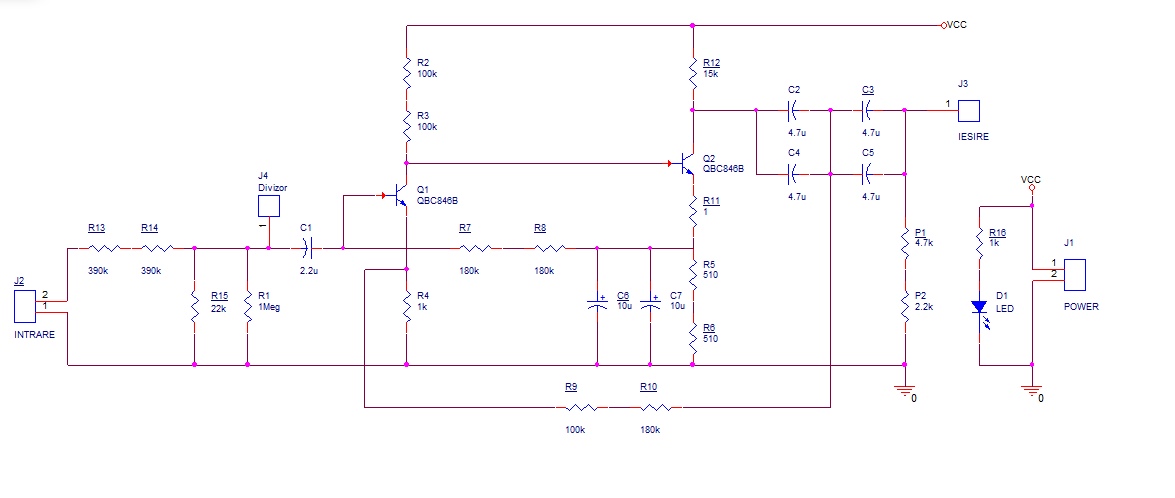 VCC
R2
100k
R12
15k
C2
4.7u
C3
4.7u
J3
1
IESIRE
R3
100k
Q2
QBC846B
C4
4.7u
C5
4.7u
J4
Divizor
1
Q1
QBC846B
R11
1
VCC
R13
390k
R14
390k
C1
2.2u
R7
180k
R8
180k
P1
4.7k
R16
1k
J1
1
2
POWER
J2
2
1
INTRARE
R15
22k
R1
1Meg
R4
1k
+
C6
10u
+
C7
10u
R5
510
R6
510
P2
2.2k
D1
LED
0
0
R9
100k
R10
180k